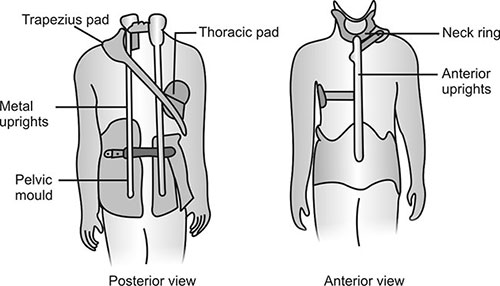 Trapezius pad
Thoracic pad
Metal
uprights
Pelvic
mould
Posterior view
Neck ring
Anterior
uprights
Anterior view